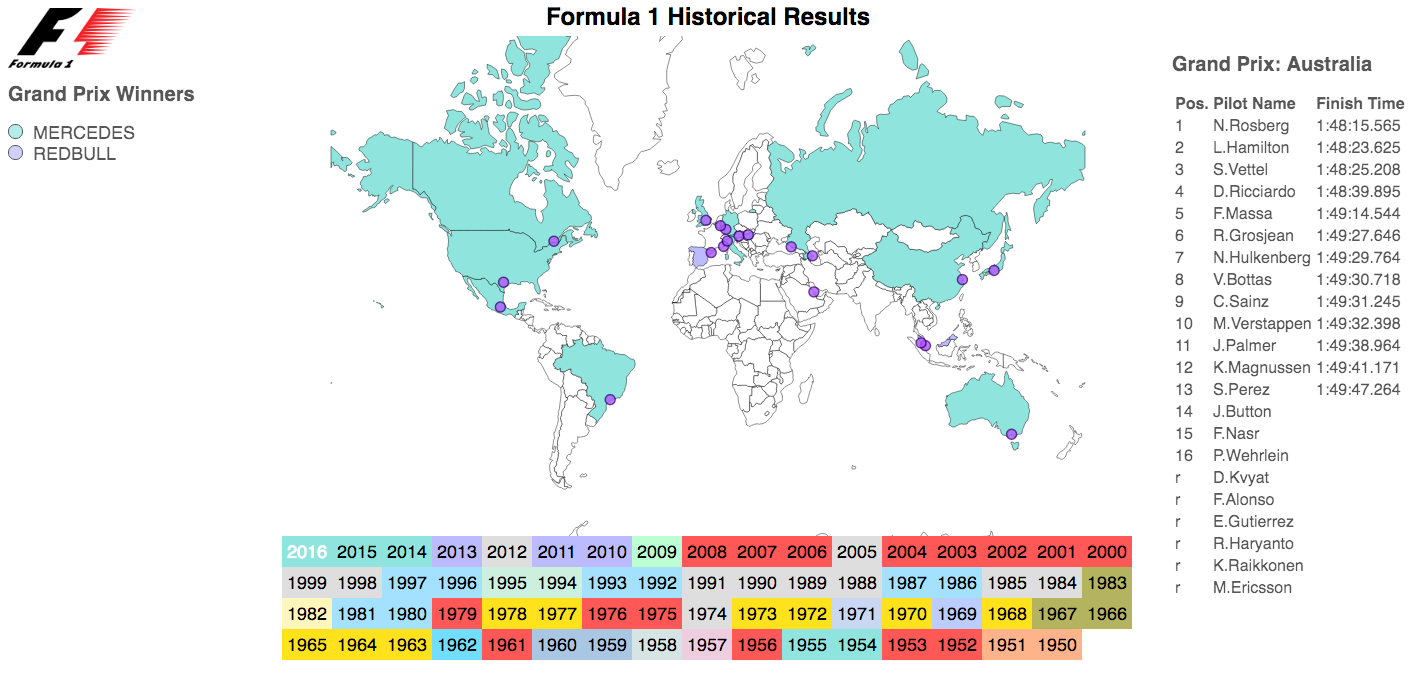 Formula 1 Historical Results
F1
Formula 1
Grand Prix Winners
MERCEDES
REDBULL
Grand Prix: Australia
Pos. Pilot Name Finish Time
1 N.Rosberg 1:48:15.565
2 L.Hamilton 1:48:23.625
3 S.Vettel 1:48:25.208
4 D.Ricciardo 1:48:39.895
5 F.Massa 1:49:14.544
6 R.Grosjean 1:49:27.646
7 N.Hulkenberg 1:49:29.764
8 V.Bottas 1:49:30.718
9 C.Sainz 1:49:31.245
10 M.Verstappen 1:49:32.398
11 J.Palmer 1:49:38.964
12 K.Magnussen 1:49:41.171
13 S.Perez 1:49:47.264
14 J.Button
15 F.Nasr
16 P.Wehrlein
r D.Kvyat
r F.Alonso
r E.Gutierrez
r R.Haryanto
r K.Raikkonen
r M.Ericsson
2016 2015 2014 2013 2012 2011 2010 2009 2008 2007 2006 2005 2004 2003 2002 2001 2000
1999 1998 1997 1996 1995 1994 1993 1992 1991 1990 1989 1988 1987 1986 1985 1984 1983
1982 1981 1980 1979 1978 1977 1976 1975 1974 1973 1972 1971 1970 1969 1968 1967 1966
1965 1964 1963 1962 1961 1960 1959 1958 1957 1956 1955 1954 1953 1952 1951 1950